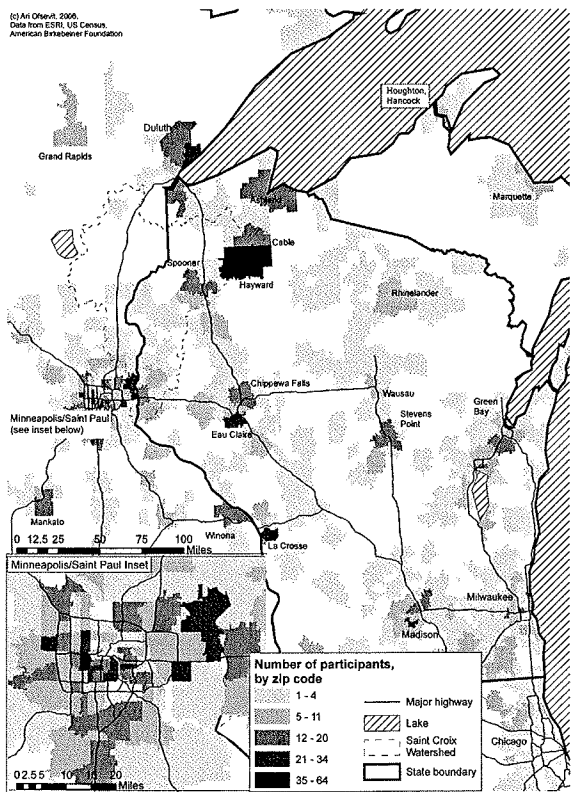 (c) Ari Ofsevit, 2006.
Data from ESRI, US Census,
American Birkebeiner Foundation
Houghton,
Hancock
Duluth
Grand Rapids
Ashland
Marquette
Cable
Spooner
Hayward
Rhinelander
Chippewa Falls
Wausau
Minneapolis/Saint Paul
(see inset below)
Eau Claire
Stevens
Point
Green
Bay
Mankato
Winona
La Crosse
0 12.5 25 50 75 100
Miles
Minneapolis/Saint Paul Inset
Milwaukee
Madison
Chicago
0 2.5 5 10 15 20
Miles
Number of participants,
by zip code
1 - 4
5 - 11
12 - 20
21 - 34
35 - 64
Major highway
Lake
Saint Croix
Watershed
State boundary